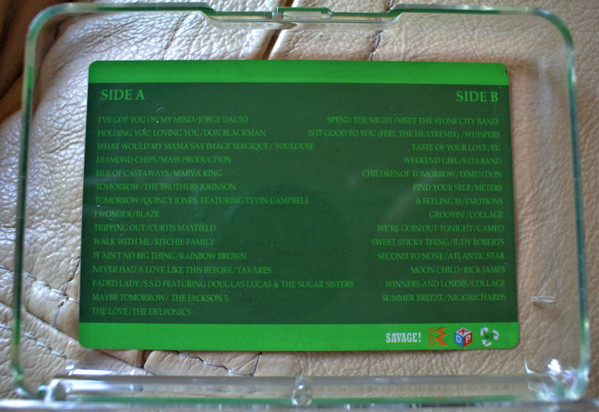 SIDE A
I'VE GOT YOU ON MY MIND/JORGE DALTO
HOLDING YOU, LOVING YOU/DON BLACKMAN
WHAT WOULD MY MAMA SAY IMAGE MAGIQUE/ TOULOUSE
DIAMOND CHIPS/MASS PRODUCTION
ISLE OF CASTAWAYS/MARVA KING
TOMORROW/THE BROTHERS JOHNSON
TOMORROW/QUINCY JONES, FEATURING TEVIN CAMPBELL
I WONDER/BLAZE
TRIPPING OUT/CURTIS MAYFIELD
WALK WITH ME/RITCHIE FAMILY
IT AIN'T NO BIG THING/RAINBOW BROWN
NEVER HAD A LOVE LIKE THIS BEFORE/TAVARES
FADED LADY/S S O FEATURING DOUGLAS LUCAS & THE SUGAR SISTERS
MAYBE TOMORROW/ THE JACKSON 5
THE LOVE/THE DELFONICS
SIDE B
SPEND THE NIGHT/MEET THE STONE CITY BAND!
IS IT GOOD TO YOU (FEEL THE HEATREMIX) /WHISPERS
TASTE OF YOUR LOVE/EU
WEEKEND GIRL/S O S BAND
CHILDRENOF TOMORROW/DIMENTION
FIND YOUR SELF/METERS
A FEELING IS/EMOTIONS
GROOVIN'/COLLAGE
WE'RE GOIN'OUT TONIGHT/CAMEO
SWEET STICKY THING/JUDY ROBERTS
SECOND TO NONE/ATLANTIC STAR
MOON CHILD/RICK JAMES
WINNERS AND LOSERS/COLLAGE
SUMMER BREEZE/NICKRICHARDS
SAVAGE!